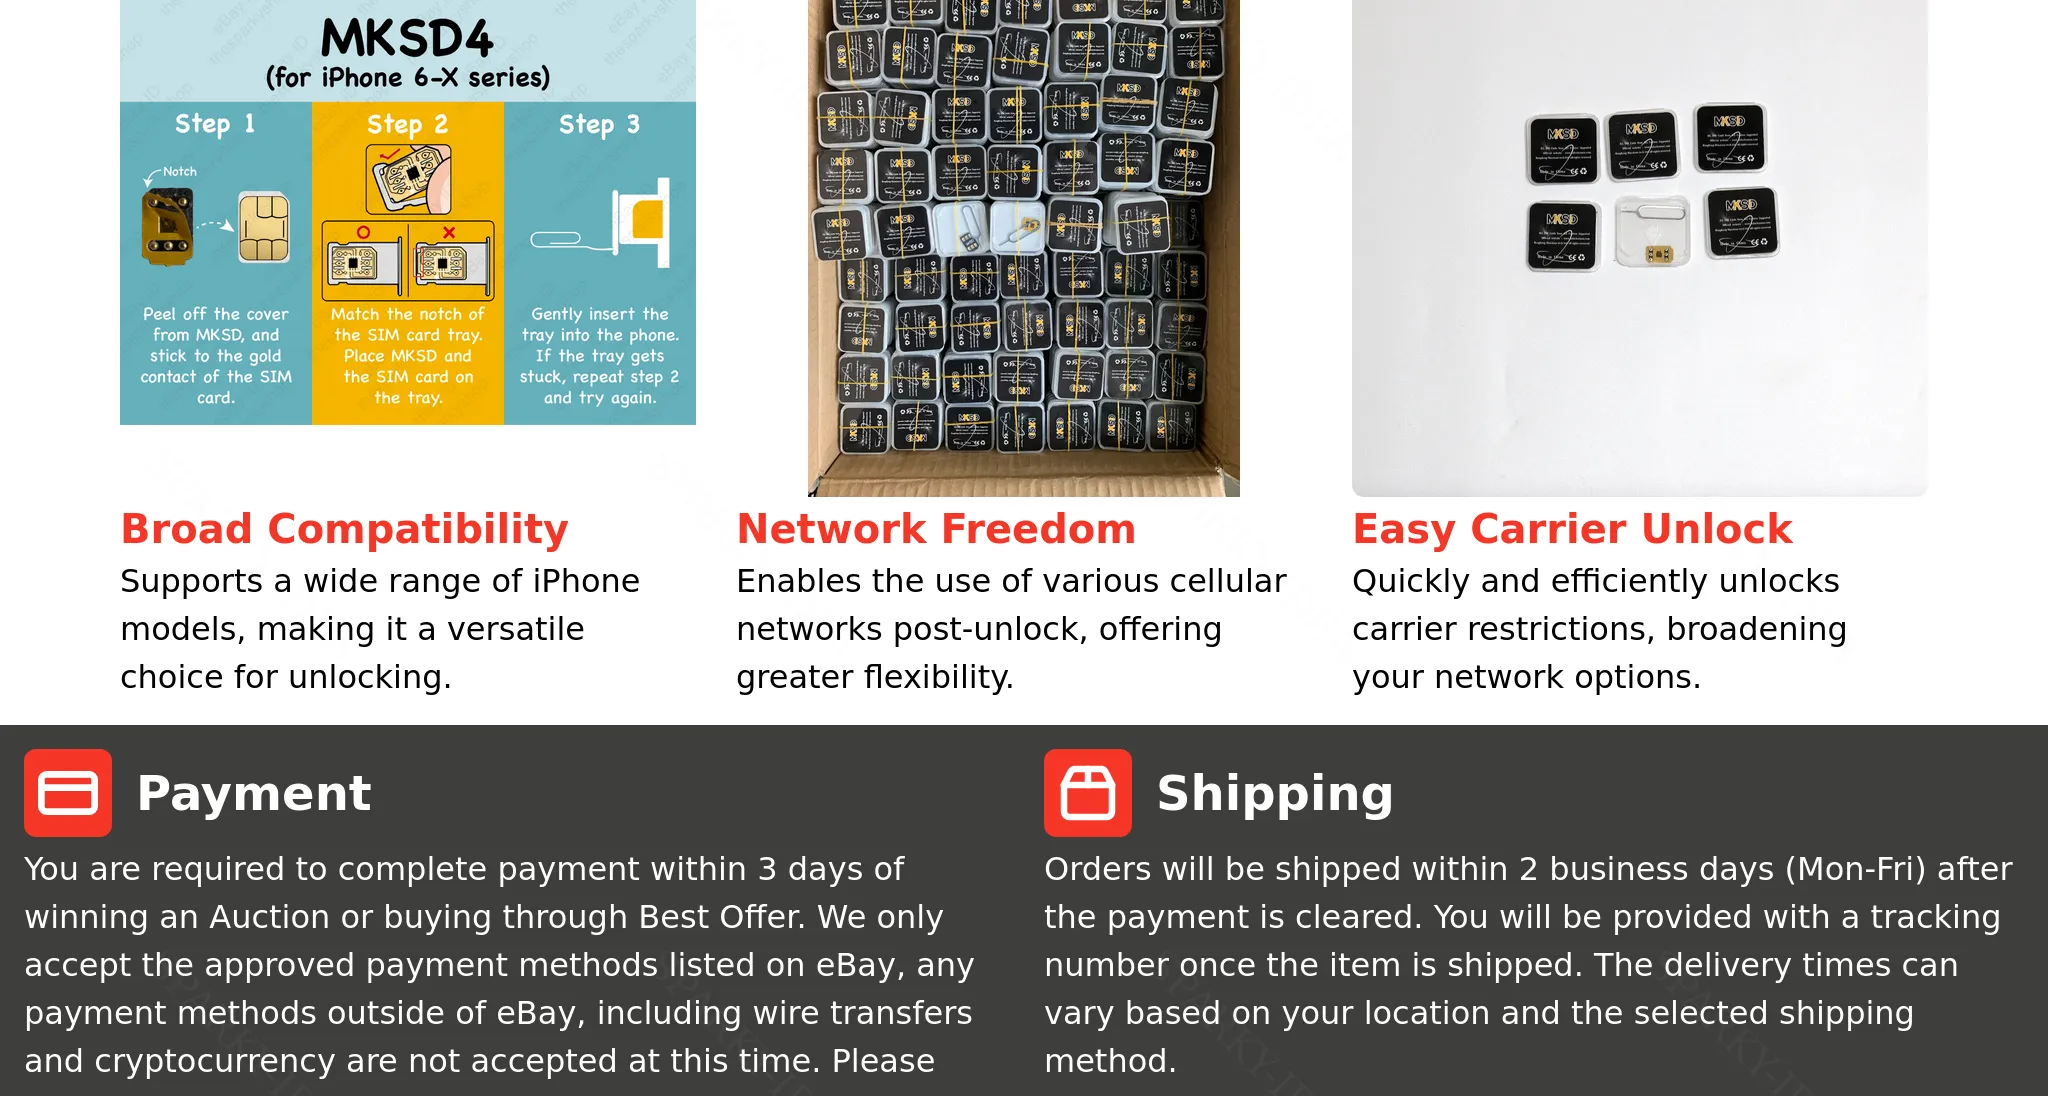 MKSD4
(for iPhone 6-X series)
Step 1
Notch
Peel off the cover
from MKSD, and
stick to the gold
contact of the SIM
card.
Step 2
Match the notch of
the SIM card tray.
Place MKSD and
the SIM card on
the tray.
Step 3
Gently insert the
tray into the phone.
If the tray gets
stuck, repeat step 2
and try again.
MKSD
MKSD
MKSD
MKSD
MKSD
Broad Compatibility
Supports a wide range of iPhone
models, making it a versatile
choice for unlocking.
Network Freedom
Enables the use of various cellular
networks post-unlock, offering
greater flexibility.
Easy Carrier Unlock
Quickly and efficiently unlocks
carrier restrictions, broadening
your network options.
Payment
You are required to complete payment within 3 days of
winning an Auction or buying through Best Offer. We only
accept the approved payment methods listed on eBay, any
payment methods outside of eBay, including wire transfers
and cryptocurrency are not accepted at this time. Please
Shipping
Orders will be shipped within 2 business days (Mon-Fri) after
the payment is cleared. You will be provided with a tracking
number once the item is shipped. The delivery times can
vary based on your location and the selected shipping
method.